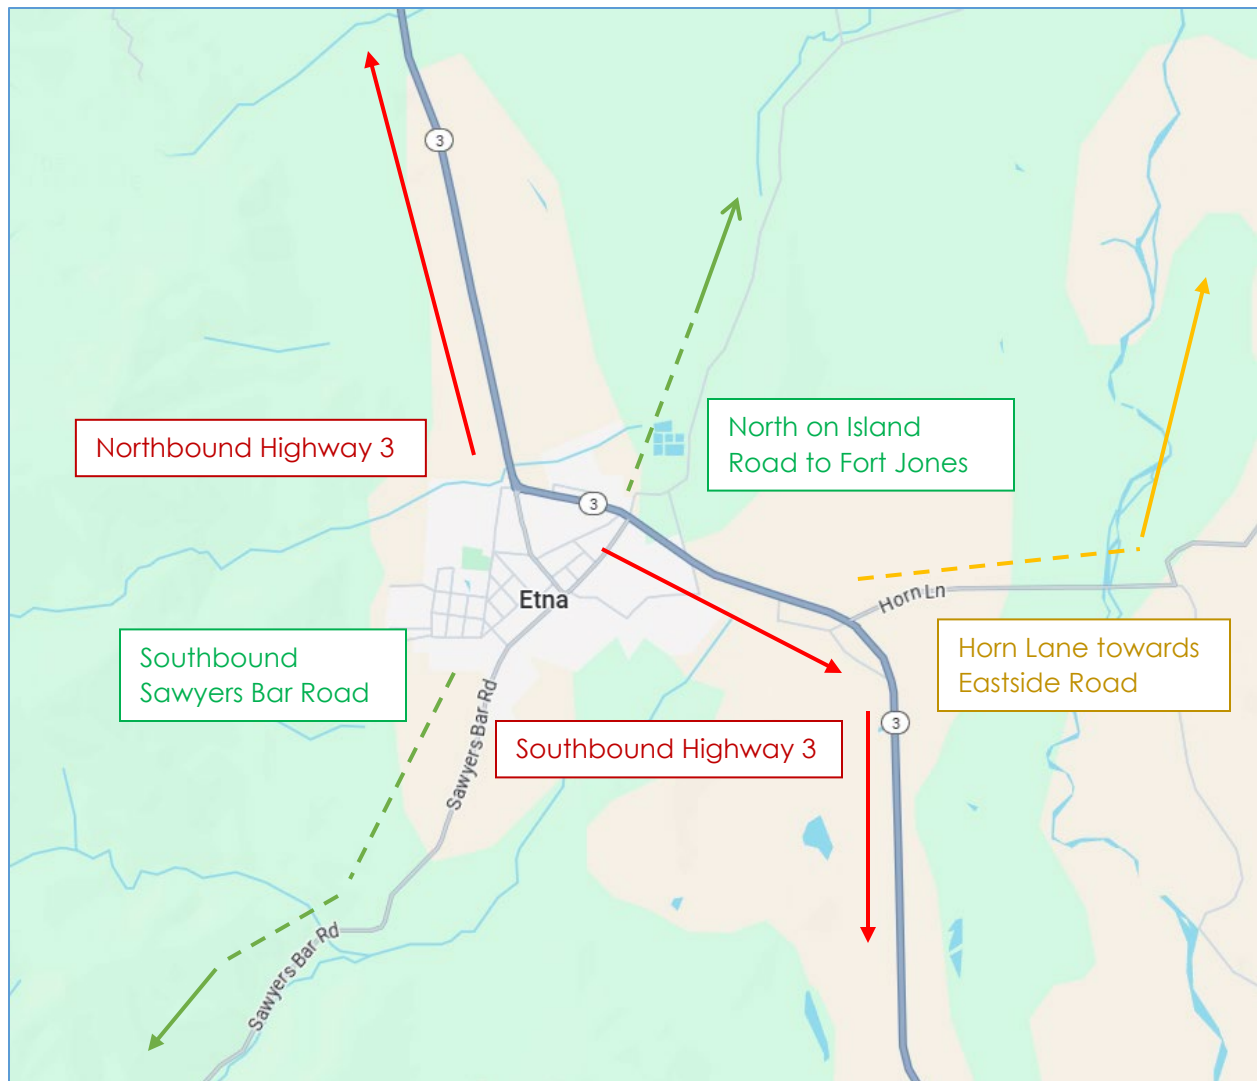 3
Northbound Highway 3
North on Island
Road to Fort Jones
3
Etna
Horn Ln
Southbound
Sawyers Bar Road
Horn Lane towards
Eastside Road
Sawyers Bar Rd
Southbound Highway 3
3
Sawyers Bar Rd